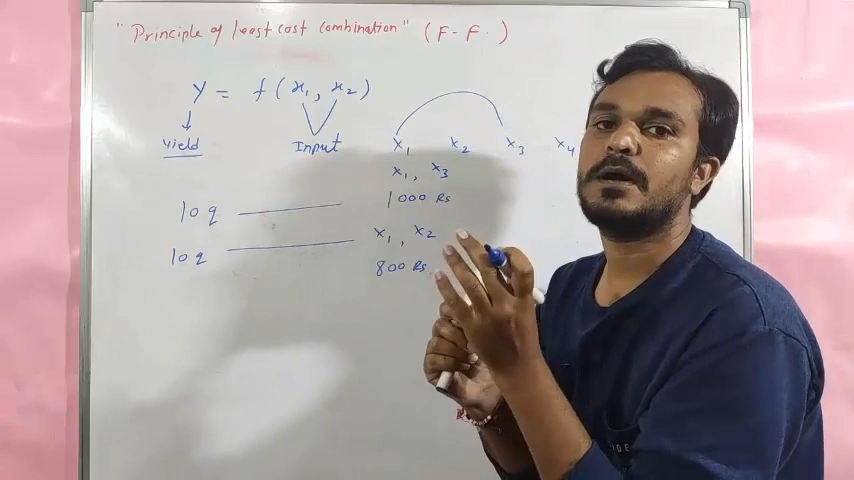 "Principle of least cost combination" (F-F.)
Y = f(x₁, x₂)
Yield
Input
x₁ x₂ x₃ x₄
x₁, x₃
10 q 1000 Rs
x₁, x₂
10 q
800 Rs